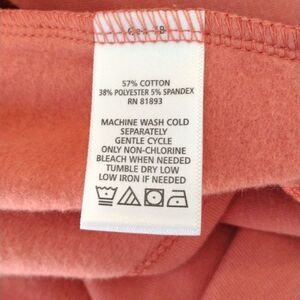 57% COTTON
38% POLYESTER 5% SPANDEX
RN 81893
MACHINE WASH COLD
SEPARATELY
GENTLE CYCLE
ONLY NON-CHLORINE
BLEACH WHEN NEEDED
TUMBLE DRY LOW
LOW IRON IF NEEDED